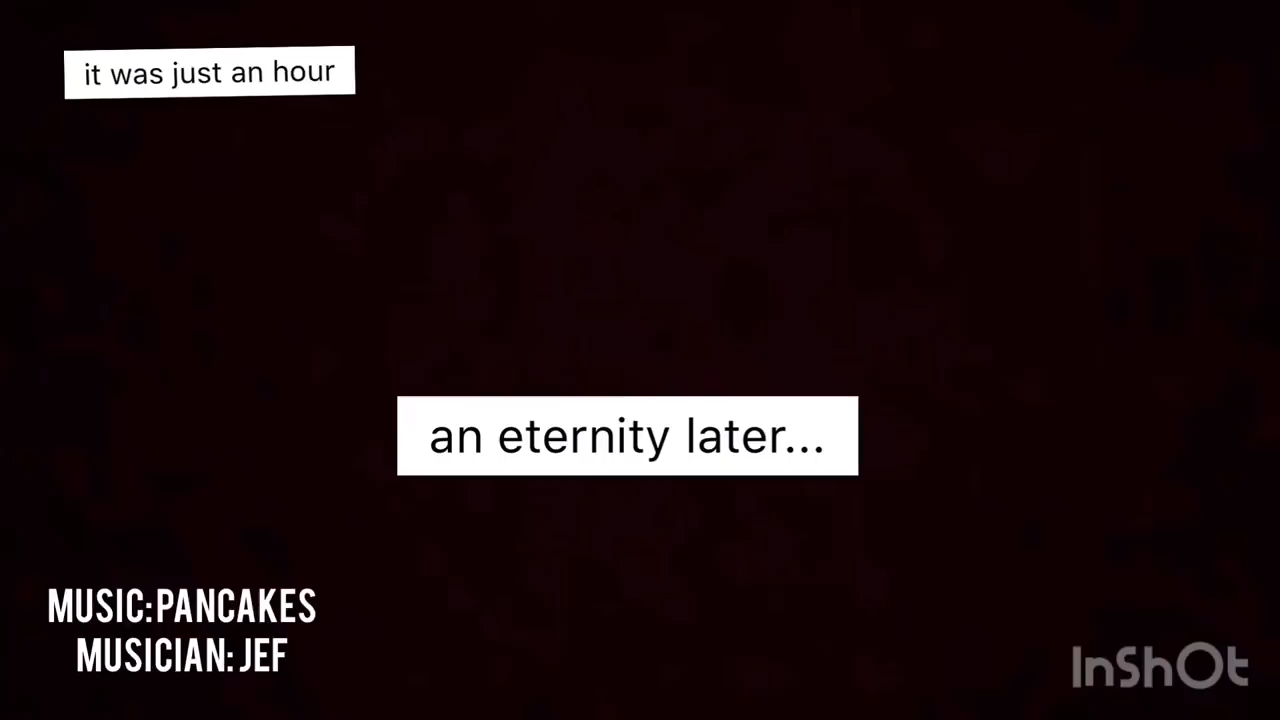 it was just an hour
an eternity later...
MUSIC:PANCAKES
MUSICIAN: JEF
InShOt